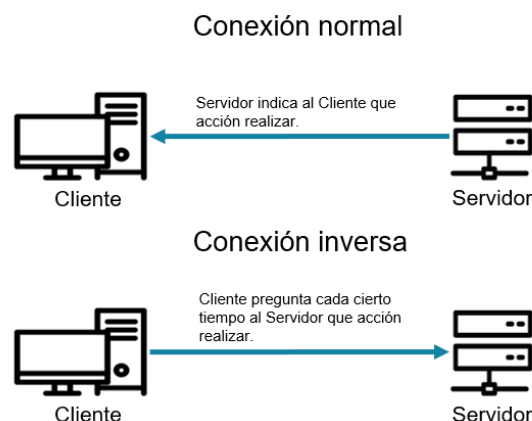 Conexión normal
Servidor indica al Cliente que
acción realizar.
Cliente
Servidor
Conexión inversa
Cliente pregunta cada cierto
tiempo al Servidor que acción
realizar.
Cliente
Servidor